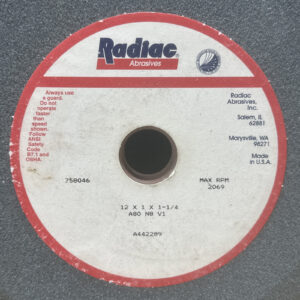 Radiac
Abrasives
Always use
a guard.
Do not
operate
faster
than
speed
shown.
Follow
ANSI
Safety
Code
B7.1 and
OSHA.
Radiac
Abrasives,
Inc.
Salem, IL
62881
Marysville, WA
98271
Made
in U.S.A.
758046
MAX RPM
2069
12 X 1 X 1-1/4
A80 N8 V1
A442289